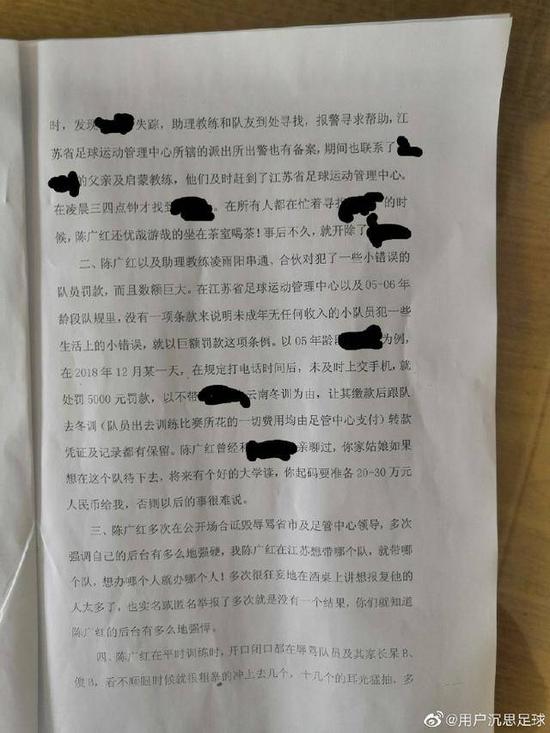 时，发现 失踪，助理教练和队友到处寻找，报警寻求帮助，江
苏省足球运动管理中心所辖的派出所出警也有备案，期间也联系了
的父亲及启蒙教练，他们及时赶到了江苏省足球运动管理中心。
在凌晨三四点钟才找到 。在所有人都在忙着寻找 的时
候，陈广红还优哉游哉的坐在茶室喝茶！事后不久，就开除了
二、陈广红以及助理教练凌雨阳串通、合伙对犯了一些小错误的
队员罚款，而且数额巨大。在江苏省足球运动管理中心以及05-06年
龄段队规里，没有一项条款来说明未成年无任何收入的小队员犯一些
生活上的小错误，就以巨额罚款这项条例。以05年龄段 为例，
在2018年12月某一天，在规定打电话时间后，未及时上交手机，就
处罚5000元罚款，以不带 云南冬训为由，让其缴款后跟队
去冬训（队员出去训练比赛所花的一切费用均由足管中心支付）转款
凭证及记录都有保留。陈广红曾经和 亲聊过，你家姑娘如果
想在这个队待下去，将来有个好的大学读，你起码要准备20-30万元
人民币给我，否则以后的事很难说。
三、陈广红多次在公开场合诋毁辱骂省市及足管中心领导，多次
强调自己的后台有多么地强硬，我陈广红在江苏想带哪个队，就带哪
个队，想办哪个人就办哪个人！多次很狂妄地在酒桌上讲想报复他的
人太多了，也实名或匿名举报了多次就是没有一个结果，你们就知道
陈广红的后台有多么地强悍。
四、陈广红在平时训练时，开口闭口都在辱骂队员及其家长呆B、
傻B，看不顺眼时候就很粗暴的冲上去几个，十几个的耳光猛抽，多
@用户沉思足球